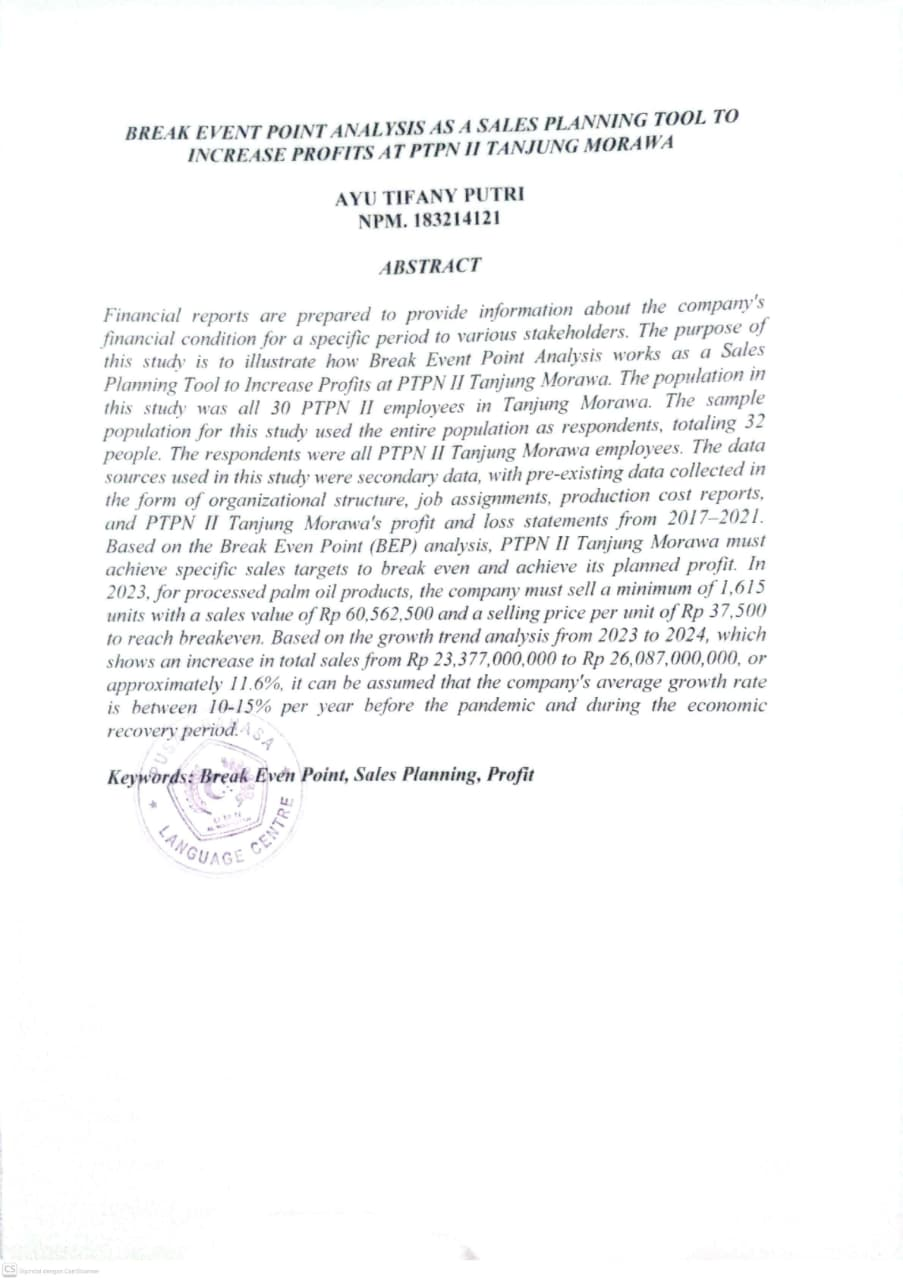 BREAK EVENT POINT ANALYSIS AS A SALES PLANNING TOOL TO
INCREASE PROFITS AT PTPN II TANJUNG MORAWA
AYU TIFANY PUTRI
NPM. 183214121
ABSTRACT
Financial reports are prepared to provide information about the company's
financial condition for a specific period to various stakeholders. The purpose of
this study is to illustrate how Break Event Point Analysis works as a Sales
Planning Tool to Increase Profits at PTPN II Tanjung Morawa. The population in
this study was all 30 PTPN II employees in Tanjung Morawa. The sample
population for this study used the entire population as respondents, totaling 32
people. The respondents were all PTPN II Tanjung Morawa employees. The data
sources used in this study were secondary data, with pre-existing data collected in
the form of organizational structure, job assignments, production cost reports,
and PTPN II Tanjung Morawa's profit and loss statements from 2017–2021.
Based on the Break Even Point (BEP) analysis, PTPN II Tanjung Morawa must
achieve specific sales targets to break even and achieve its planned profit. In
2023, for processed palm oil products, the company must sell a minimum of 1,615
units with a sales value of Rp 60,562,500 and a selling price per unit of Rp 37,500
to reach breakeven. Based on the growth trend analysis from 2023 to 2024, which
shows an increase in total sales from Rp 23,377,000,000 to Rp 26,087,000,000, or
approximately 11.6%, it can be assumed that the company's average growth rate
is between 10-15% per year before the pandemic and during the economic
recovery period.
Keywords: Break Even Point, Sales Planning, Profit
LANGUAGE CENTRE
CS Dipindai dengan CamScanner